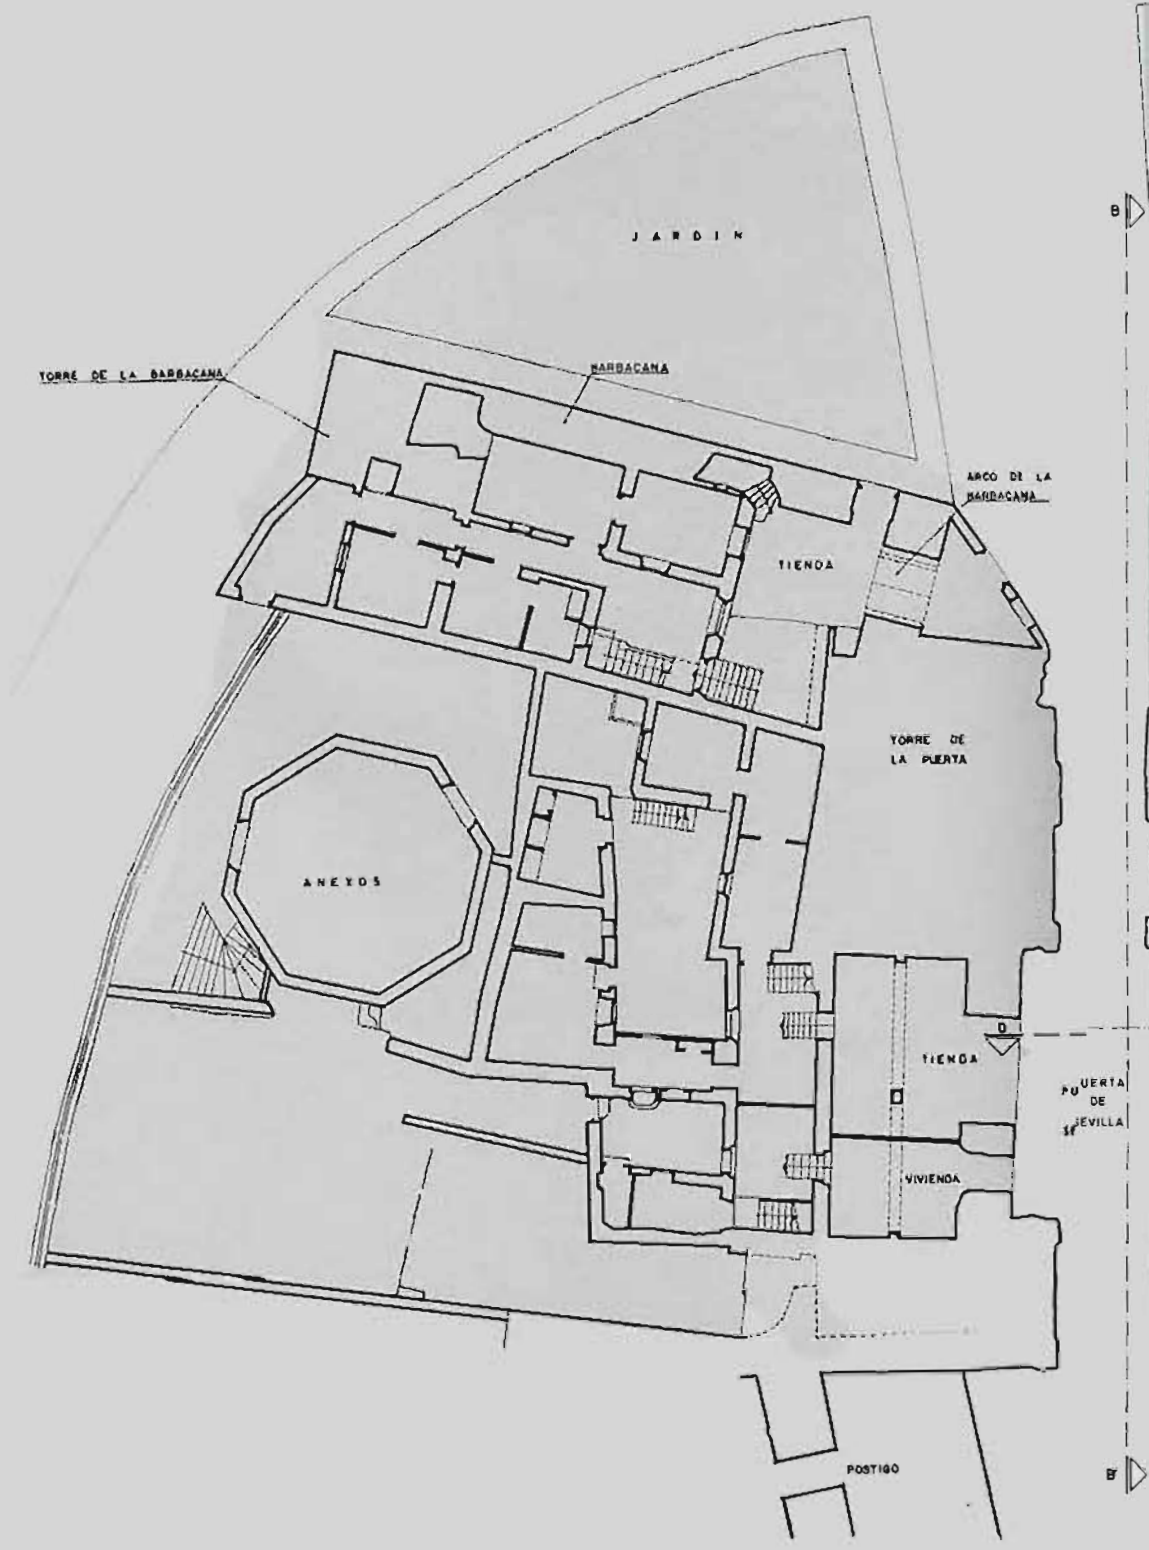 B
JARDIN
TORRE DE LA BARBACANA
BARBACANA
ARCO DE LA
BARBACANA
TIENDA
TORRE DE
LA PUERTA
ANEXOS
D
TIENDA
PUERTA
DE
SEVILLA
VIVIENDA
POSTIGO
B'